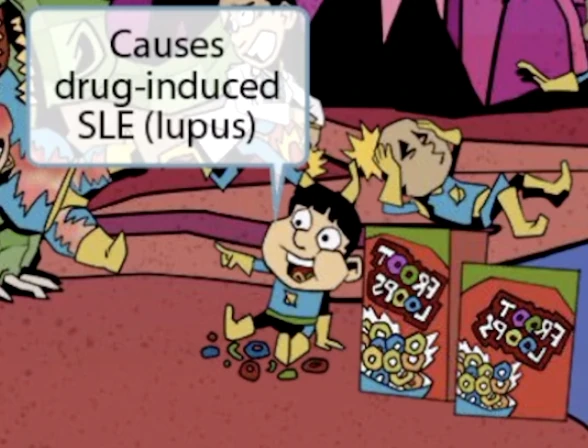 Causes
drug-induced
SLE (lupus)
FROOT
LOOPS
FROOT
LOOPS